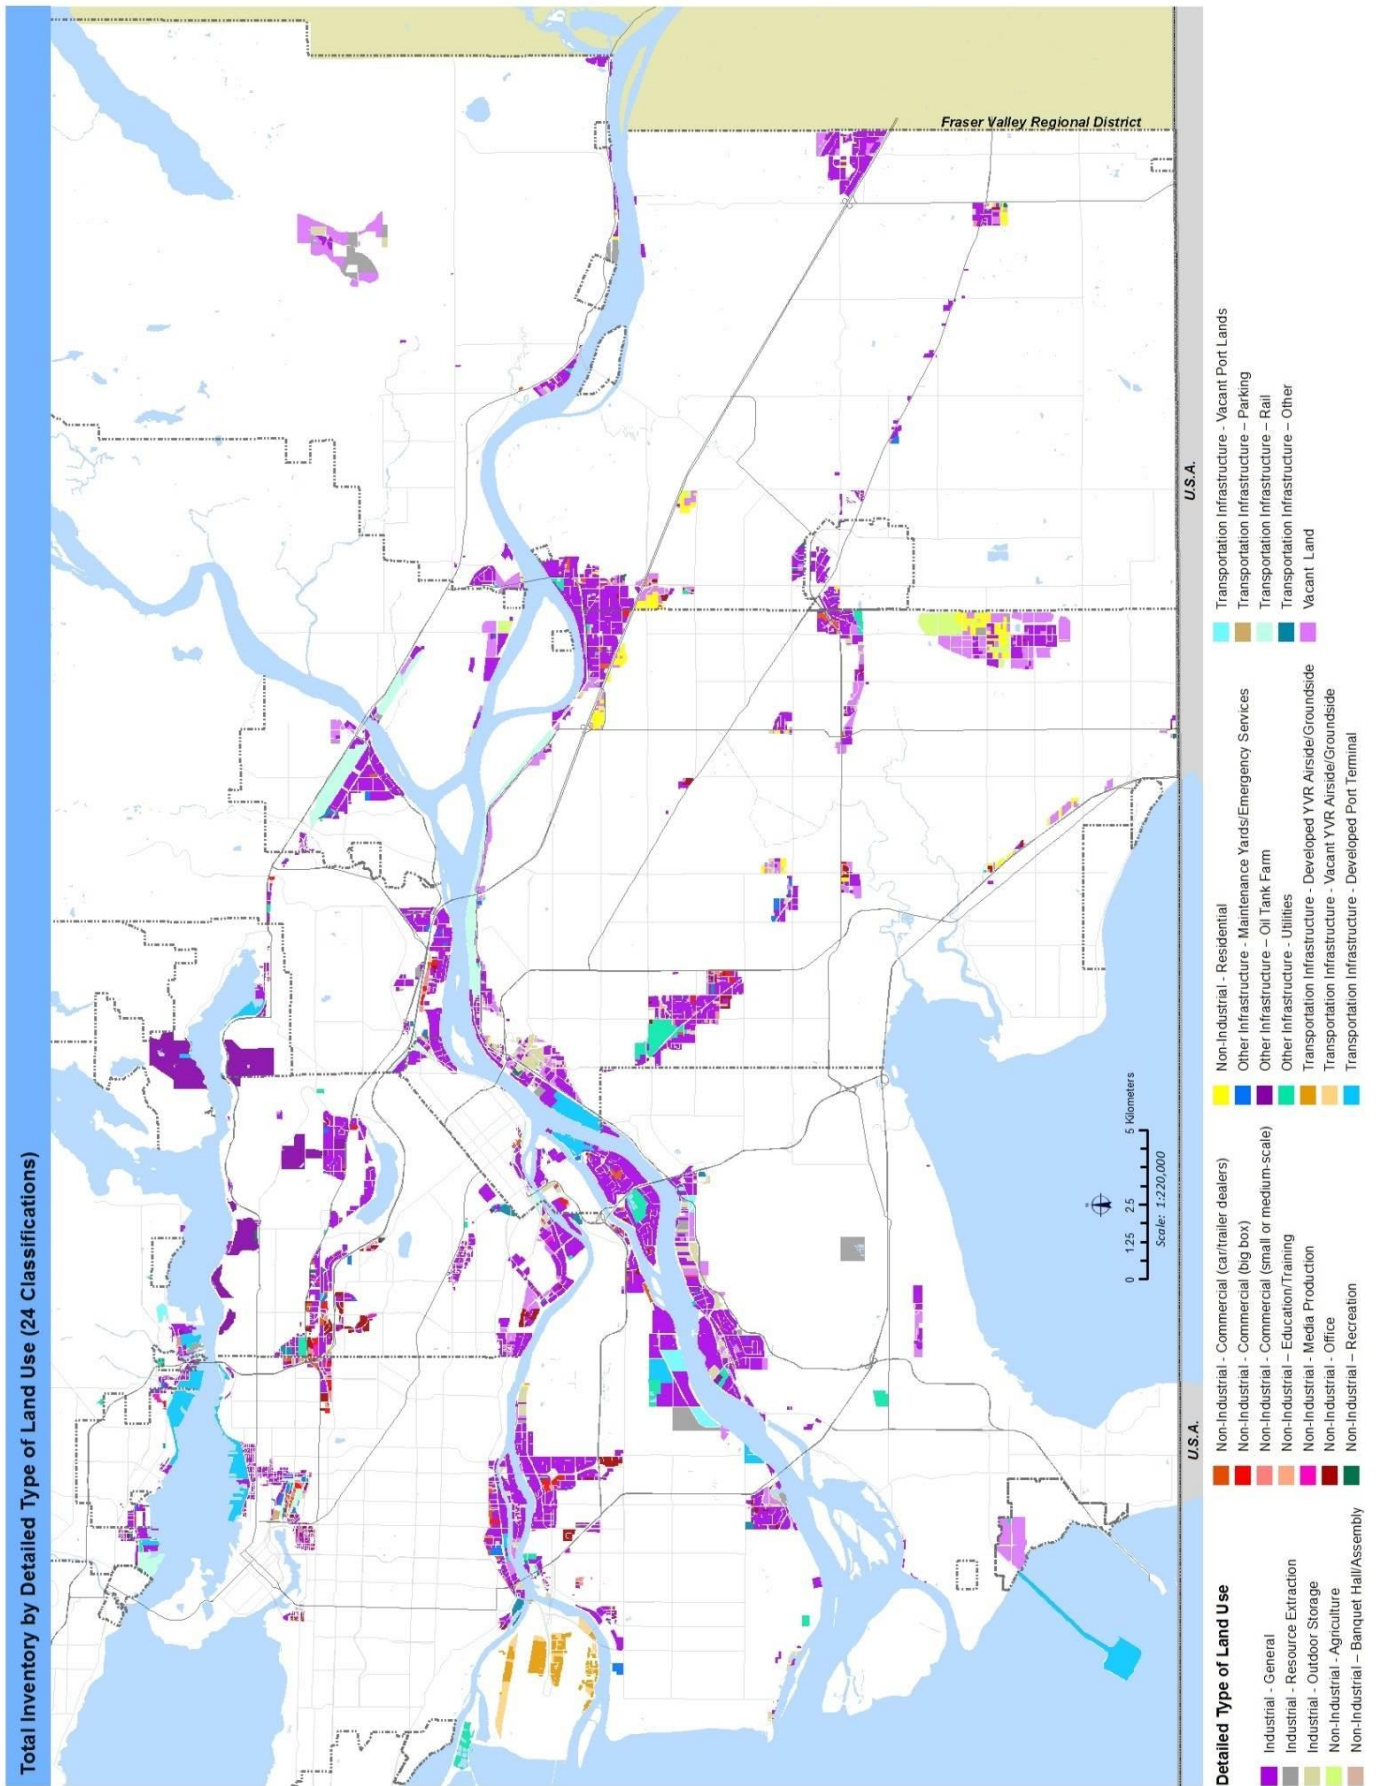 Total Inventory by Detailed Type of Land Use (24 Classifications)
Fraser Valley Regional District
0 1.25 2.5 5 Kilometers
Scale: 1:220,000
U.S.A.
U.S.A.
Detailed Type of Land Use
Industrial - General
Industrial - Resource Extraction
Industrial - Outdoor Storage
Non-Industrial - Agriculture
Non-Industrial – Banquet Hall/Assembly
Non-Industrial - Commercial (car/trailer dealers)
Non-Industrial - Commercial (big box)
Non-Industrial - Commercial (small or medium-scale)
Non-Industrial – Education/Training
Non-Industrial - Media Production
Non-Industrial - Office
Non-Industrial – Recreation
Non-Industrial - Residential
Other Infrastructure - Maintenance Yards/Emergency Services
Other Infrastructure – Oil Tank Farm
Other Infrastructure - Utilities
Transportation Infrastructure - Developed YVR Airside/Groundside
Transportation Infrastructure - Vacant YVR Airside/Groundside
Transportation Infrastructure - Developed Port Terminal
Transportation Infrastructure - Vacant Port Lands
Transportation Infrastructure – Parking
Transportation Infrastructure – Rail
Transportation Infrastructure – Other
Vacant Land